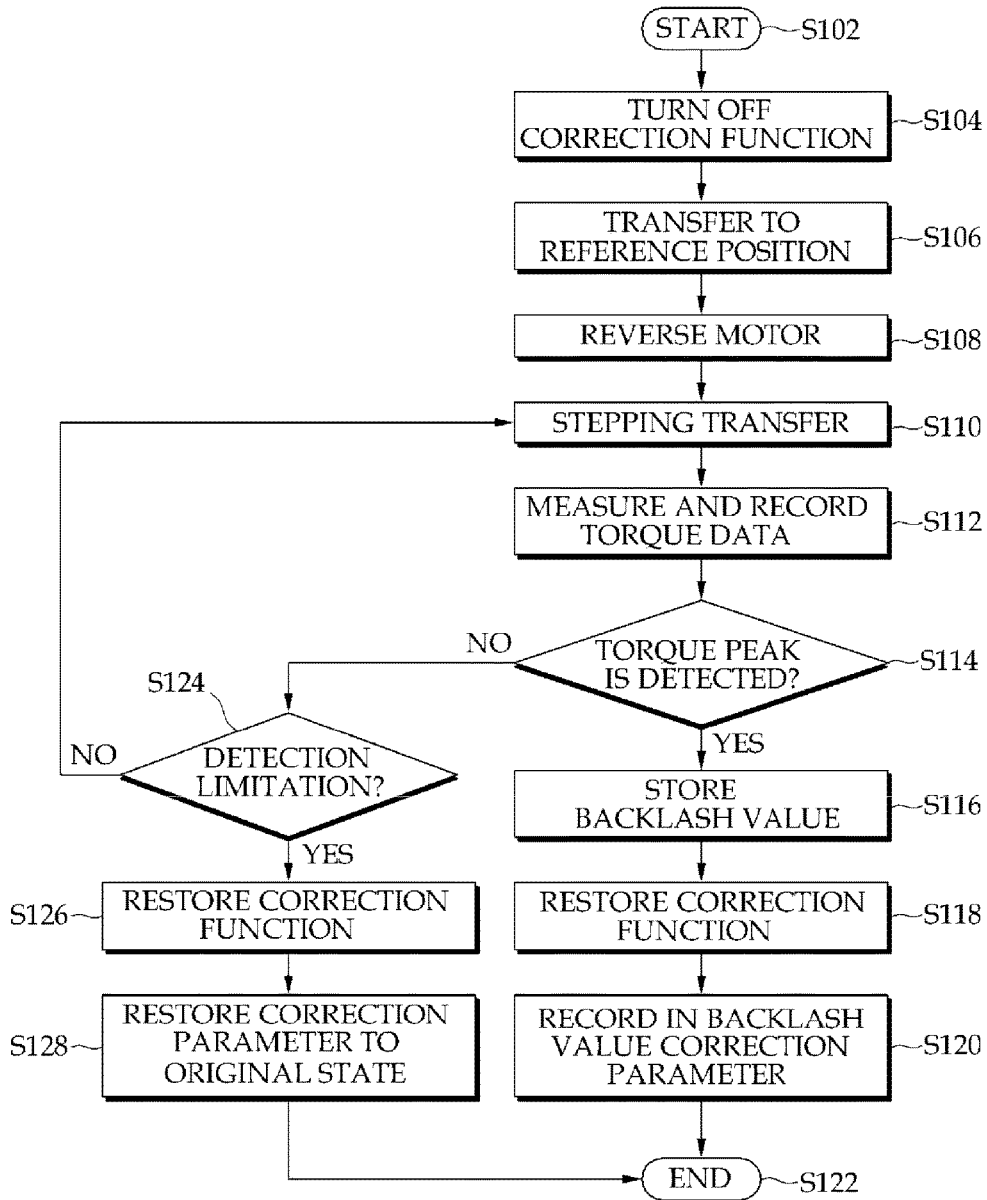 START
S102
TURN OFF
CORRECTION FUNCTION
S104
TRANSFER TO
REFERENCE POSITION
S106
REVERSE MOTOR
S108
STEPPING TRANSFER
S110
MEASURE AND RECORD
TORQUE DATA
S112
TORQUE PEAK
IS DETECTED?
S114
NO
YES
S124
DETECTION
LIMITATION?
NO
YES
STORE
BACKLASH VALUE
S116
S126
RESTORE CORRECTION
FUNCTION
RESTORE CORRECTION
FUNCTION
S118
S128
RESTORE CORRECTION
PARAMETER TO
ORIGINAL STATE
RECORD IN BACKLASH
VALUE CORRECTION
PARAMETER
S120
END
S122